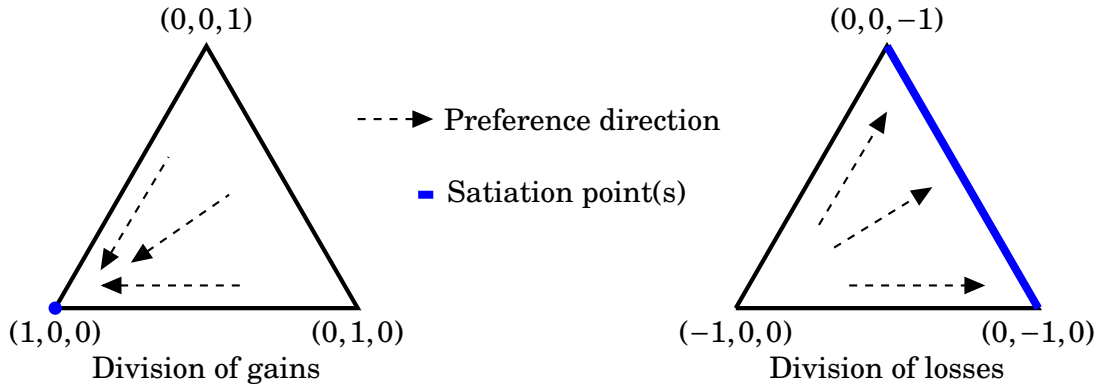 (0,0,1)
(0,0,−1)
Preference direction
Satiation point(s)
(1,0,0)
(0,1,0)
(−1,0,0)
(0,−1,0)
Division of gains
Division of losses